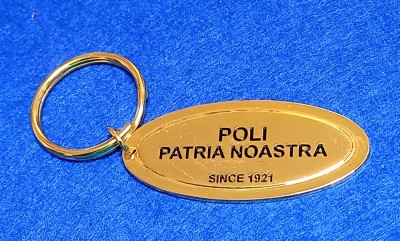 POLI
PATRIA NOASTRA
SINCE 1921